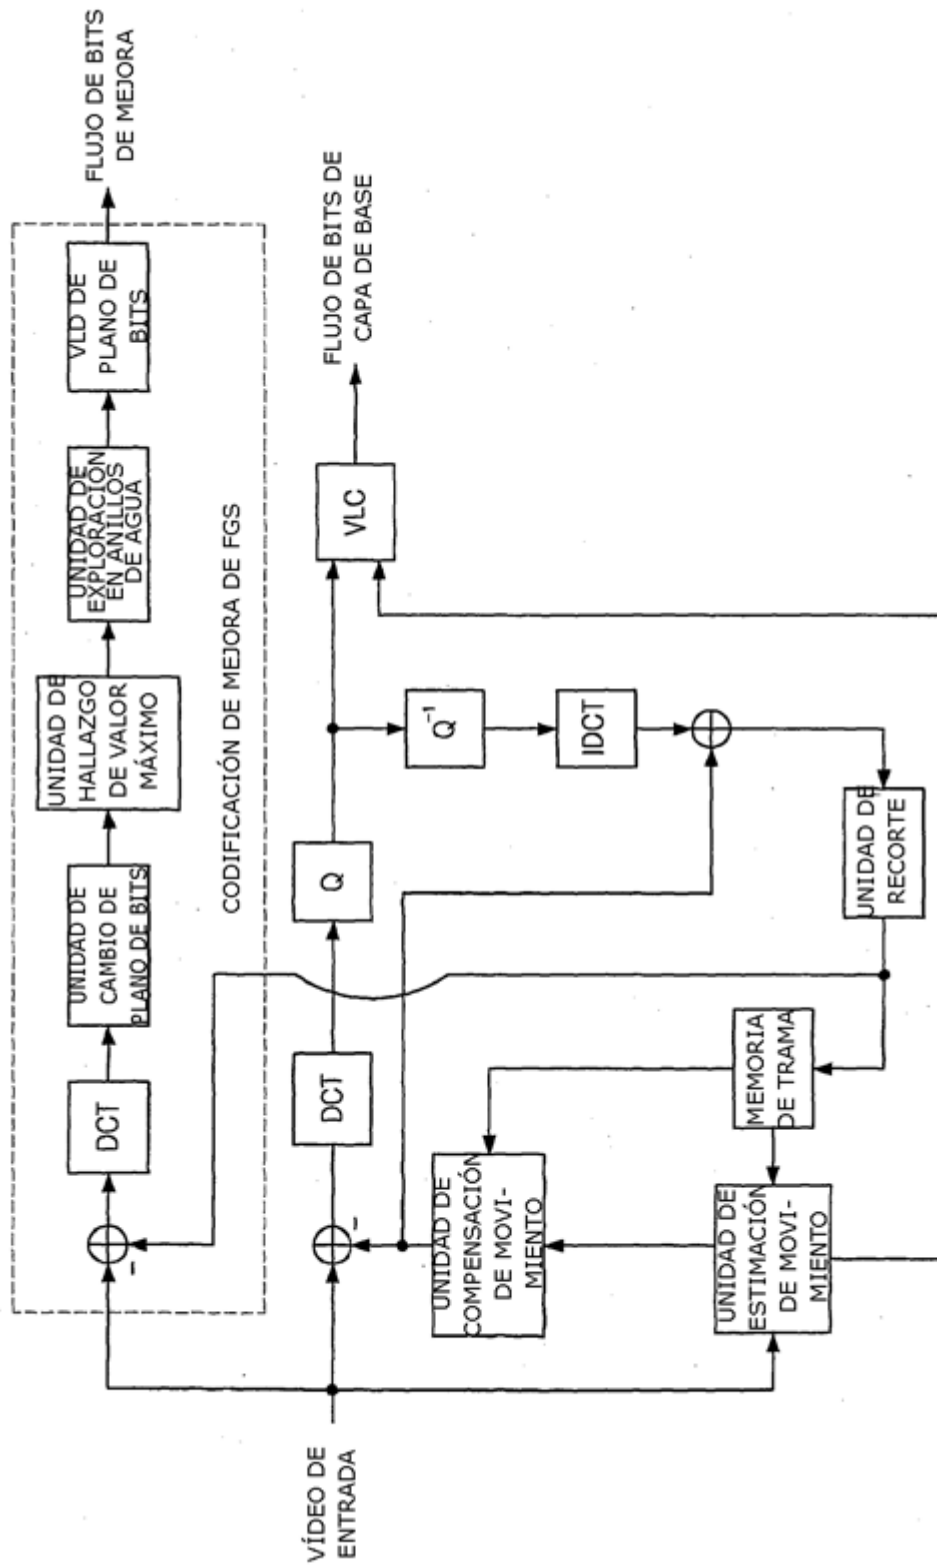 FLUJO DE BITS
DE MEJORA
VLD DE
PLANO DE
BITS
UNIDAD DE
EXPLORACIÓN
EN ANILLOS
DE AGUA
UNIDAD DE
HALLAZGO
DE VALOR
MÁXIMO
UNIDAD DE
CAMBIO DE
PLANO DE BITS
DCT
-
CODIFICACIÓN DE MEJORA DE FGS
FLUJO DE BITS DE
CAPA DE BASE
VLC
Q
DCT
-
VÍDEO DE
ENTRADA
Q⁻¹
IDCT
UNIDAD DE
RECORTE
UNIDAD DE
COMPENSACIÓN
DE MOVI-
MIENTO
MEMORIA
DE TRAMA
UNIDAD DE
ESTIMACIÓN
DE MOVI-
MIENTO